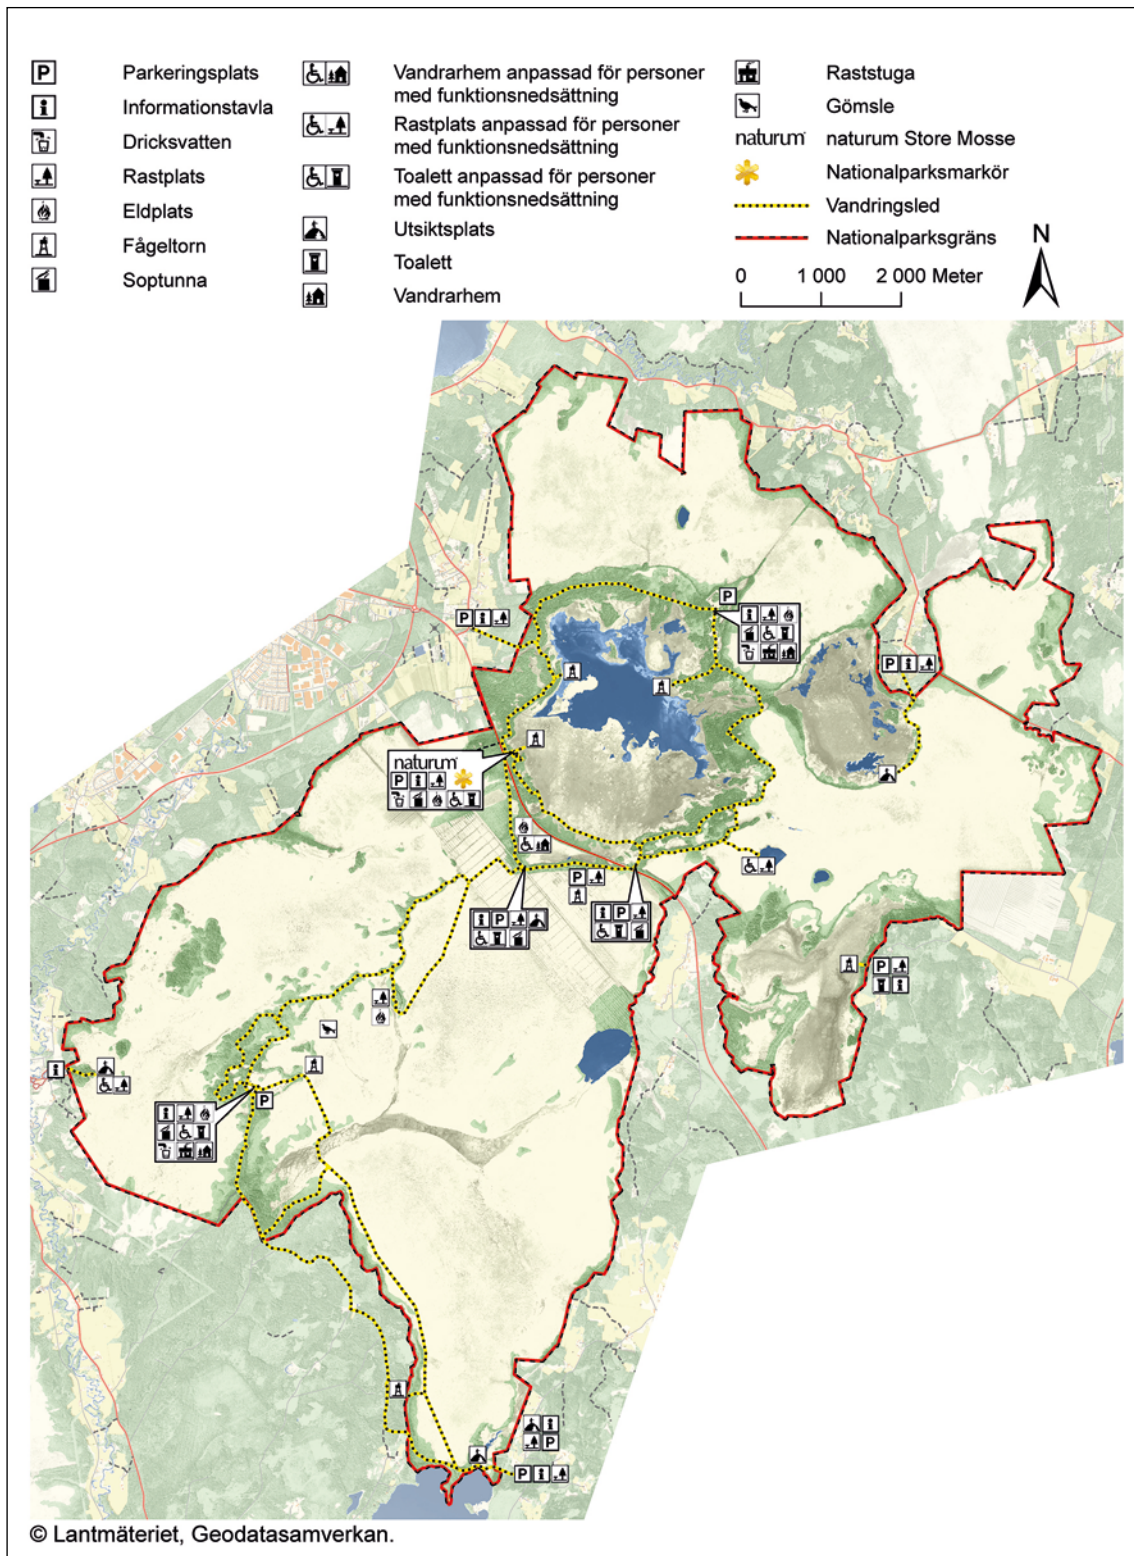 P Parkeringsplats
Informationstavla
Dricksvatten
Rastplats
Eldplats
Fågeltorn
Soptunna
Vandrarhem anpassad för personer
med funktionsnedsättning
Rastplats anpassad för personer
med funktionsnedsättning
Toalett anpassad för personer
med funktionsnedsättning
Utsiktsplats
Toalett
Vandrarhem
Raststuga
Gömsle
naturum naturum Store Mosse
Nationalparksmarkör
Vandringsled
Nationalparksgräns
0 1 000 2 000 Meter
N
P
P i
P i
naturum
P i
P
i P
i P
P
i
i
P
i
P i
i
P
P i
© Lantmäteriet, Geodatasamverkan.